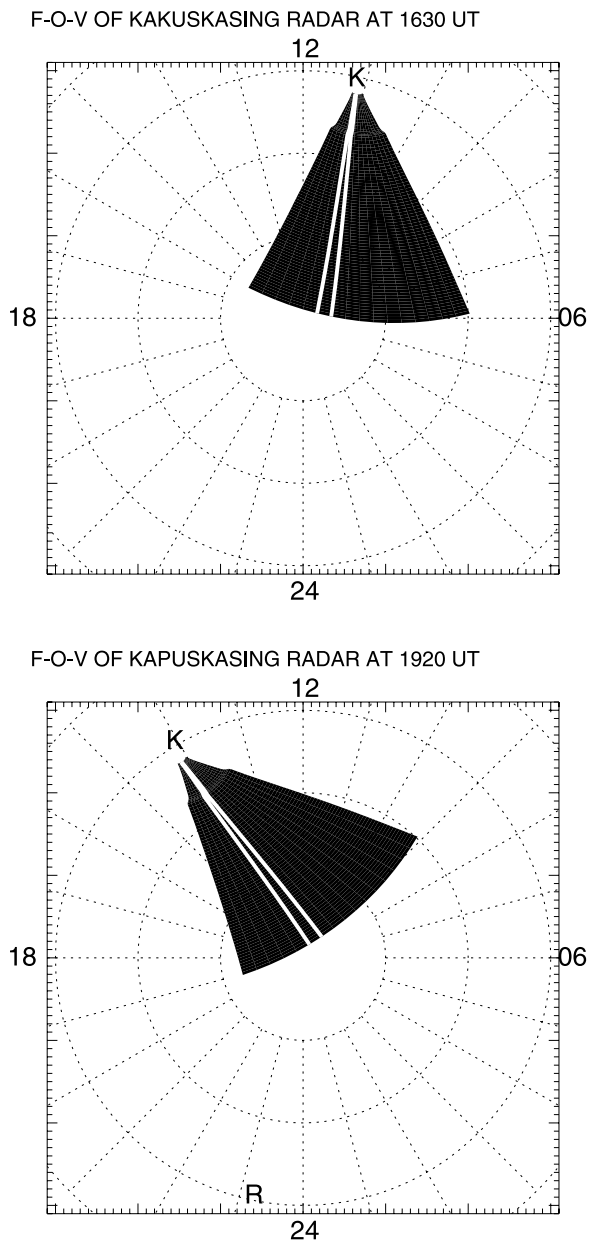 F-O-V OF KAKUSKASING RADAR AT 1630 UT
12
K
18
06
24
F-O-V OF KAPUSKASING RADAR AT 1920 UT
12
K
18
06
R
24